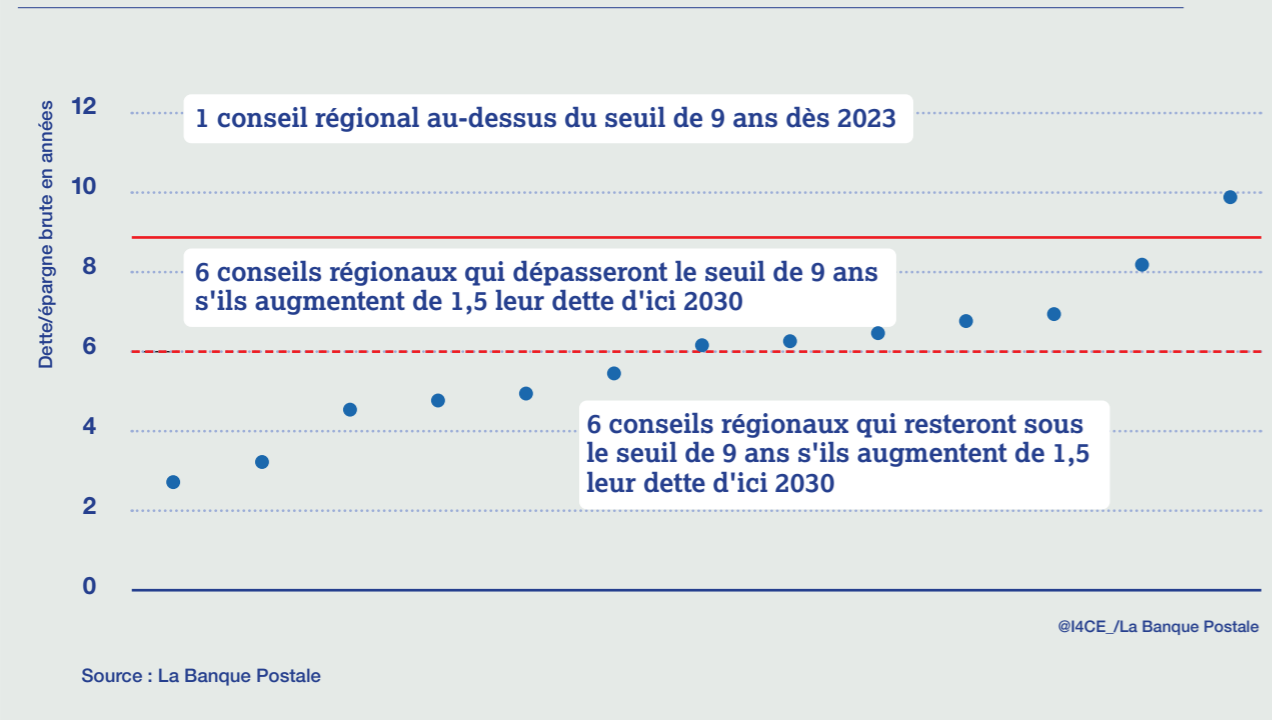 Dette/épargne brute en années
12
1 conseil régional au-dessus du seuil de 9 ans dès 2023
10
8
6 conseils régionaux qui dépasseront le seuil de 9 ans
s'ils augmentent de 1,5 leur dette d'ici 2030
6
4
6 conseils régionaux qui resteront sous
le seuil de 9 ans s'ils augmentent de 1,5
leur dette d'ici 2030
2
0
@I4CE_/La Banque Postale
Source : La Banque Postale